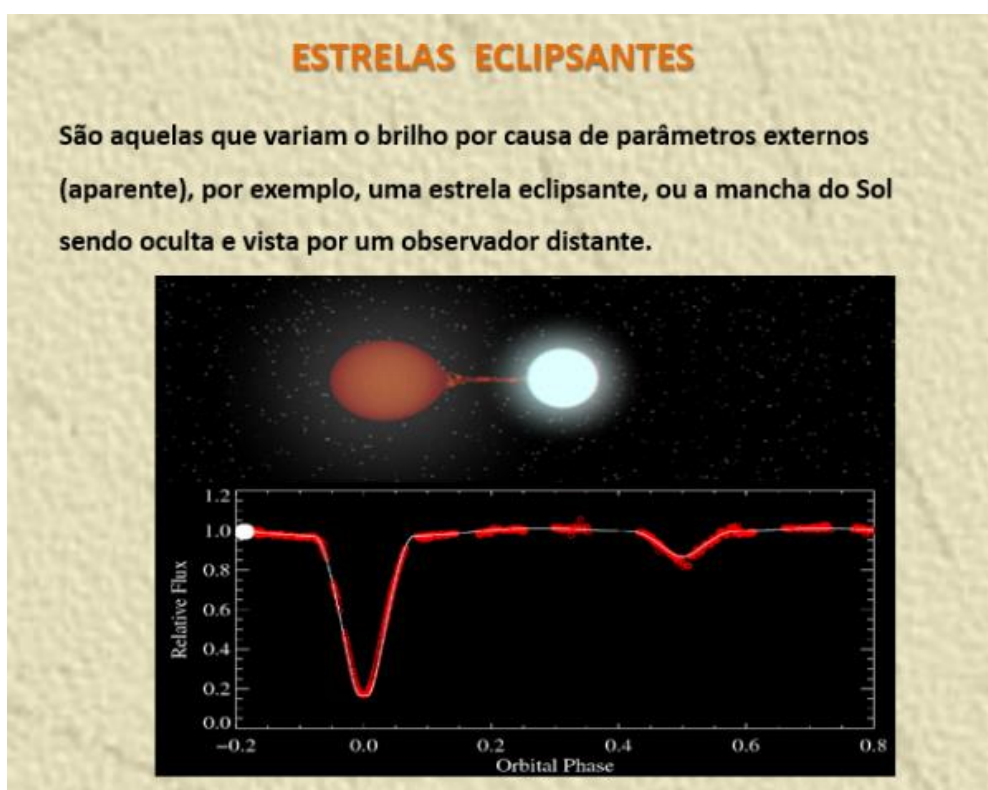 ESTRELAS ECLIPSANTES
São aquelas que variam o brilho por causa de parâmetros externos
(aparente), por exemplo, uma estrela eclipsante, ou a mancha do Sol
sendo oculta e vista por um observador distante.
1.2
1.0
0.8
0.6
0.4
0.2
0.0
Relative Flux
−0.2 0.0 0.2 0.4 0.6 0.8
Orbital Phase